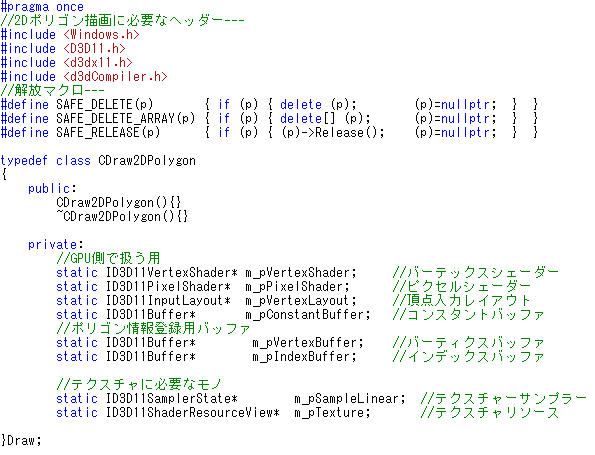 #pragma once
//2Dポリゴン描画に必要なヘッダー---
#include <Windows.h>
#include <D3D11.h>
#include <d3dx11.h>
#include <d3dCompiler.h>
//解放マクロ---
#define SAFE_DELETE(p) { if (p) { delete (p); (p)=nullptr; } }
#define SAFE_DELETE_ARRAY(p) { if (p) { delete[] (p); (p)=nullptr; } }
#define SAFE_RELEASE(p) { if (p) { (p)->Release(); (p)=nullptr; } }
typedef class CDraw2DPolygon
{
public:
CDraw2DPolygon(){}
~CDraw2DPolygon(){}
private:
//GPU側で扱う用
static ID3D11VertexShader* m_pVertexShader; //バーテックスシェーダー
static ID3D11PixelShader* m_pPixelShader; //ピクセルシェーダー
static ID3D11InputLayout* m_pVertexLayout; //頂点入力レイアウト
static ID3D11Buffer* m_pConstantBuffer; //コンスタントバッファ
//ポリゴン情報登録用バッファ
static ID3D11Buffer* m_pVertexBuffer; //バーティクスバッファ
static ID3D11Buffer* m_pIndexBuffer; //インデックスバッファ
//テクスチャに必要なモノ
static ID3D11SamplerState* m_pSampleLinear; //テクスチャーサンプラー
static ID3D11ShaderResourceView* m_pTexture; //テクスチャリソース
}Draw;